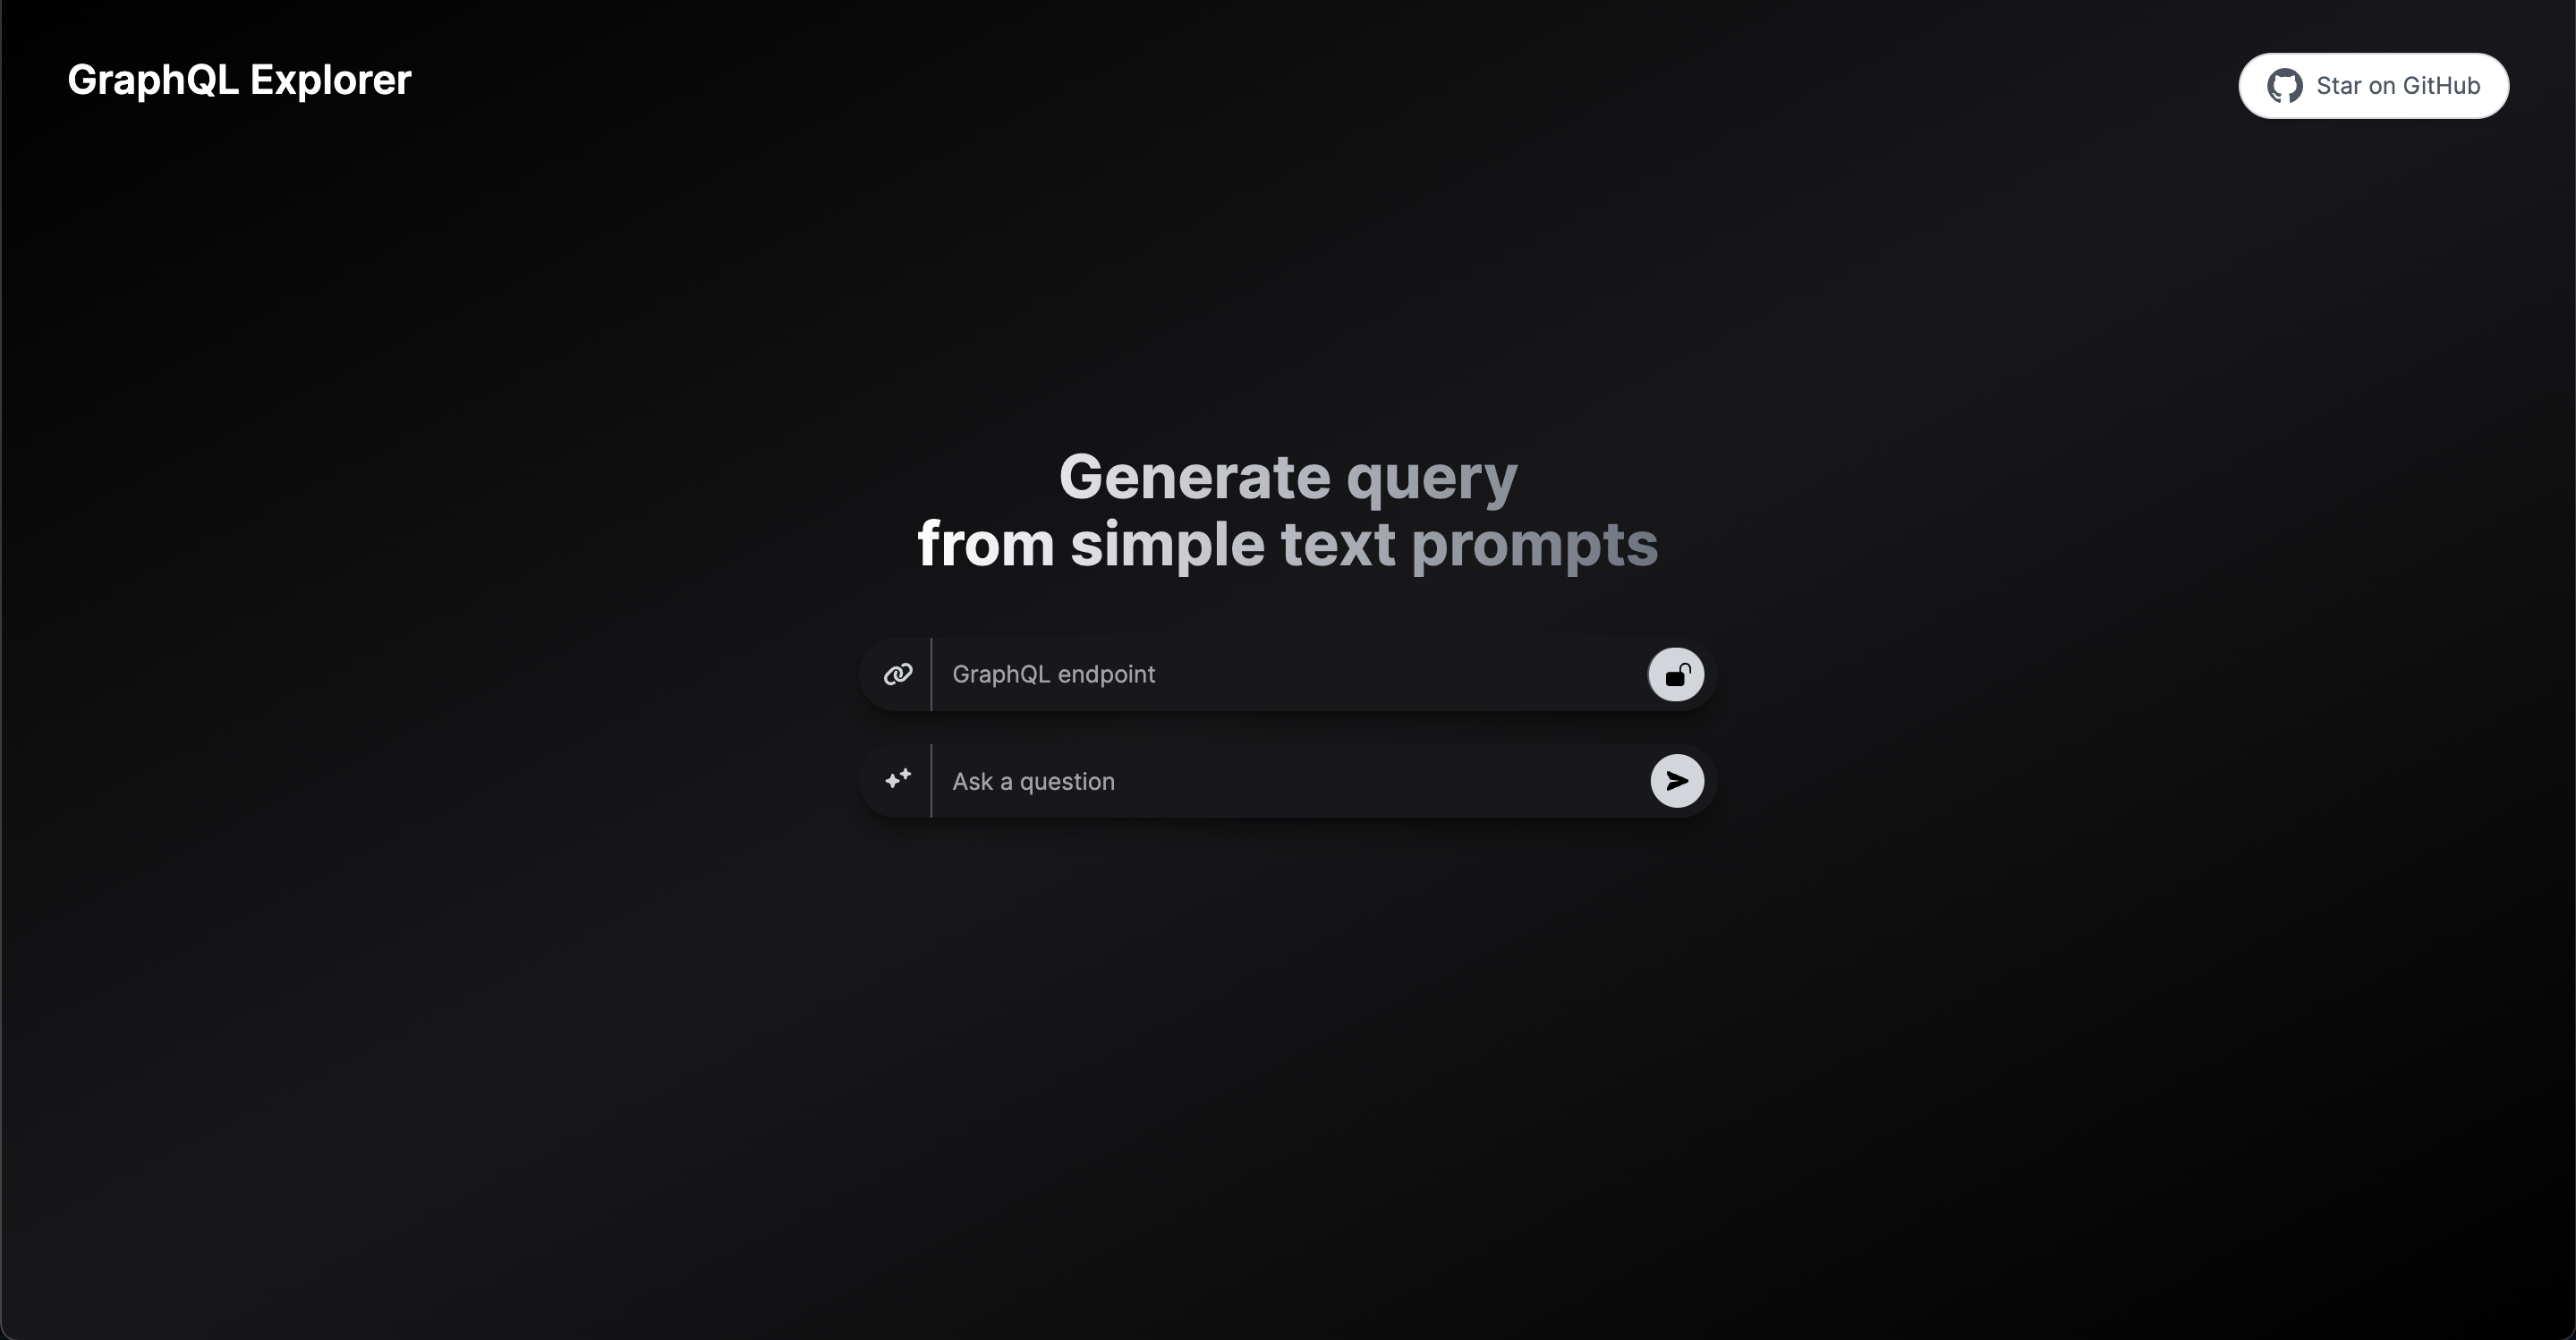 GraphQL Explorer
Star on GitHub
Generate query
from simple text prompts
GraphQL endpoint
Ask a question